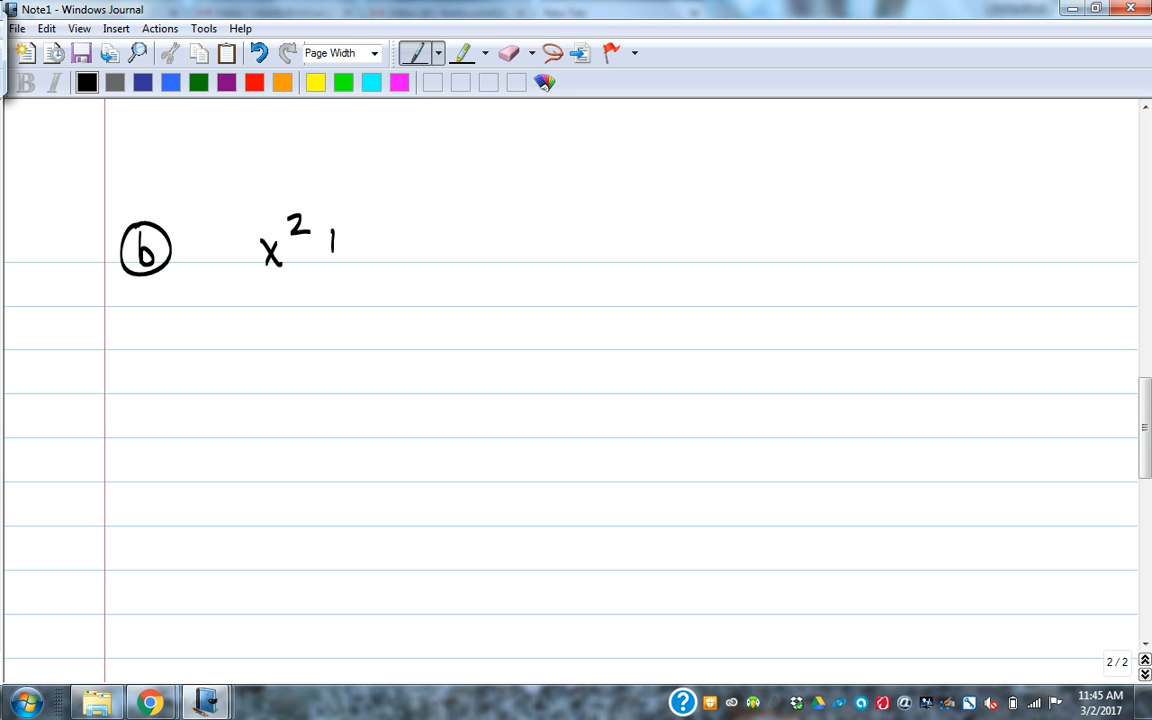 Note1 - Windows Journal
File Edit View Insert Actions Tools Help
Page Width
B I
b x² |
2 / 2
11:45 AM
3/2/2017